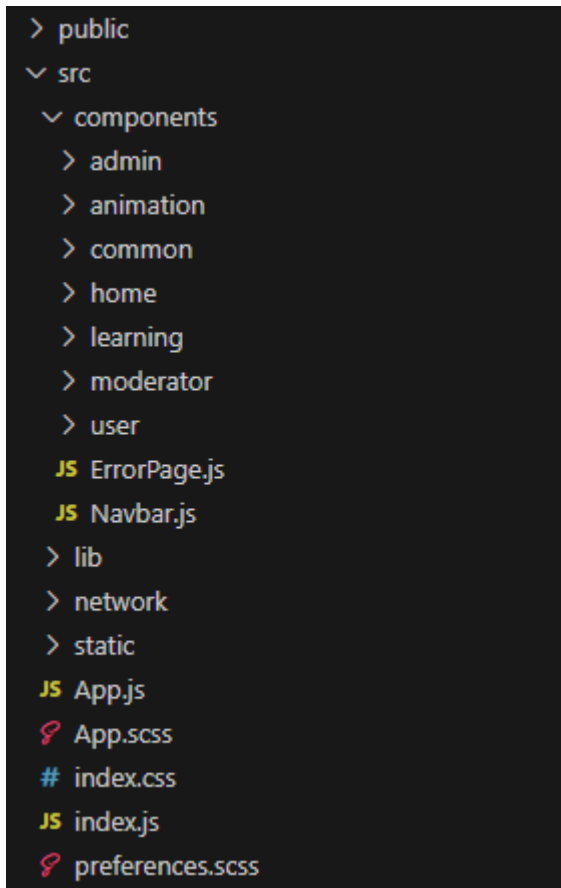 public
src
components
admin
animation
common
home
learning
moderator
user
JS ErrorPage.js
JS Navbar.js
lib
network
static
JS App.js
App.scss
# index.css
JS index.js
preferences.scss